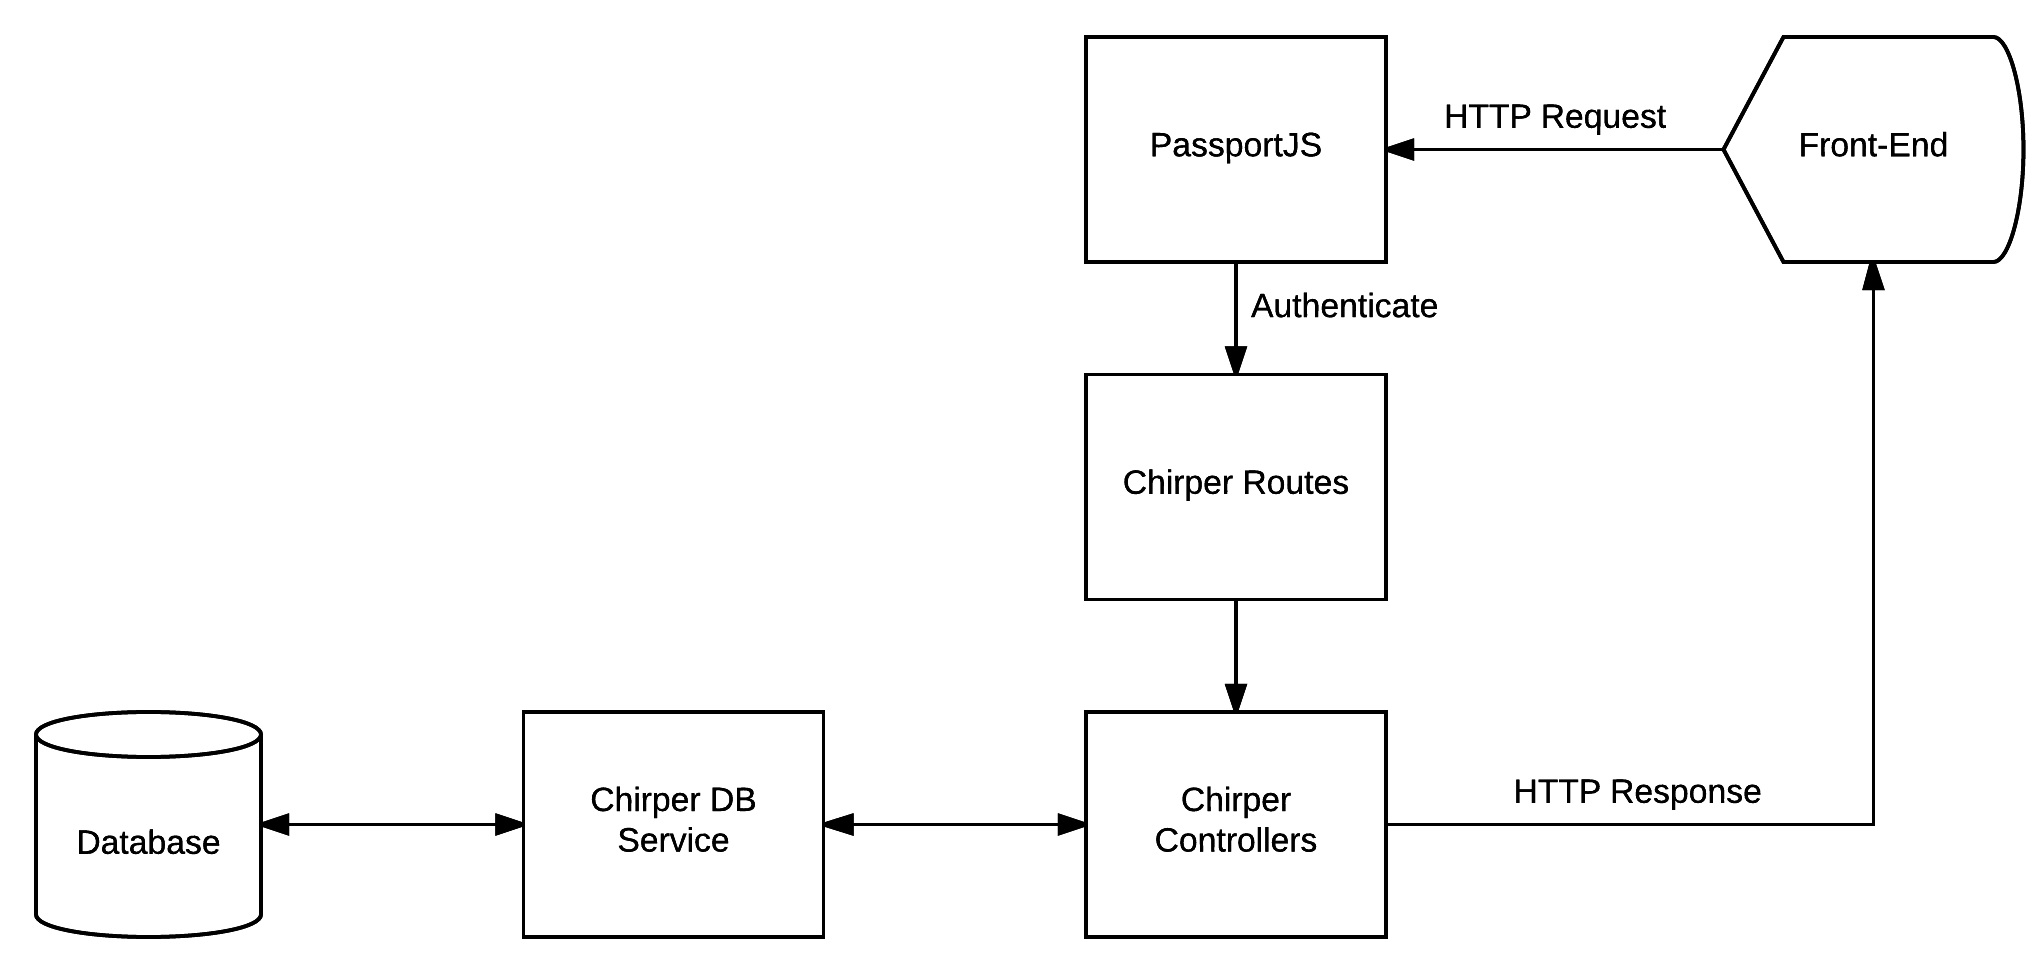 PassportJS
HTTP Request
Front-End
Authenticate
Chirper Routes
Database
Chirper DB
Service
Chirper
Controllers
HTTP Response